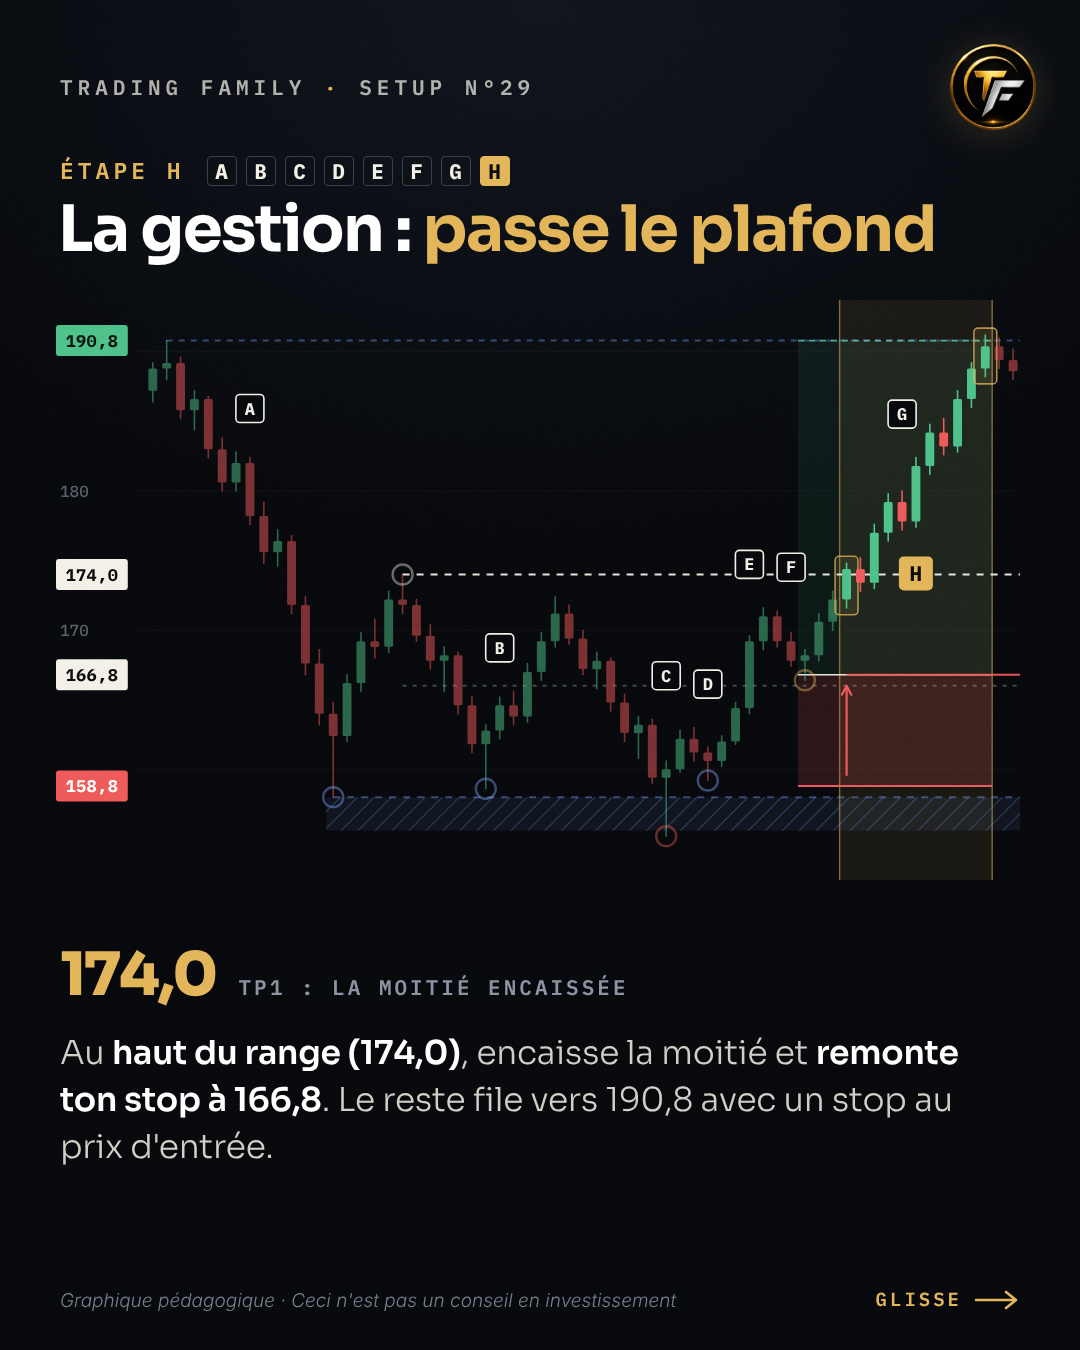 TRADING FAMILY · SETUP N°29
TF
ÉTAPE H A B C D E F G H
La gestion : passe le plafond
190,8
A
G
180
174,0
E F
H
170
B
166,8
C D
158,8
174,0 TP1 : LA MOITIÉ ENCAISSÉE
Au haut du range (174,0), encaisse la moitié et remonte
ton stop à 166,8. Le reste file vers 190,8 avec un stop au
prix d'entrée.
Graphique pédagogique · Ceci n'est pas un conseil en investissement
GLISSE